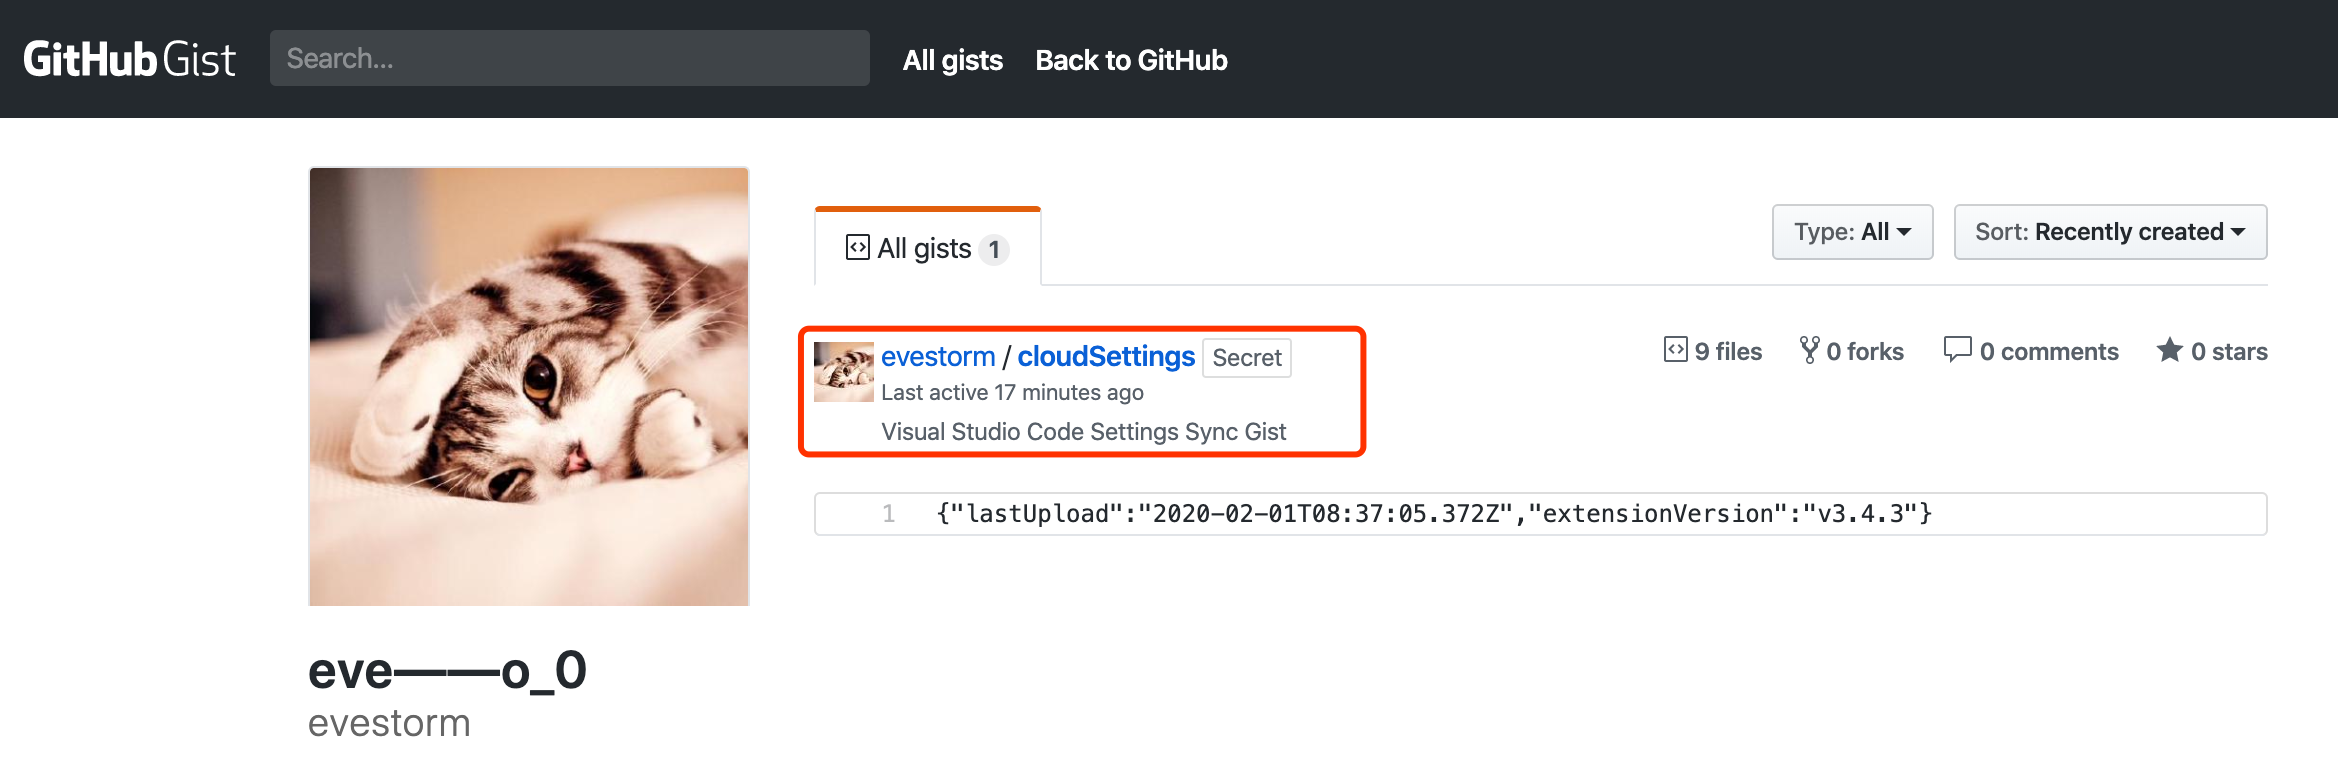 GitHub Gist Search... All gists Back to GitHub
All gists 1 Type: All Sort: Recently created
evestorm / cloudSettings Secret 9 files 0 forks 0 comments 0 stars
Last active 17 minutes ago
Visual Studio Code Settings Sync Gist
1 {"lastUpload":"2020-02-01T08:37:05.372Z","extensionVersion":"v3.4.3"}
eve——o_0
evestorm